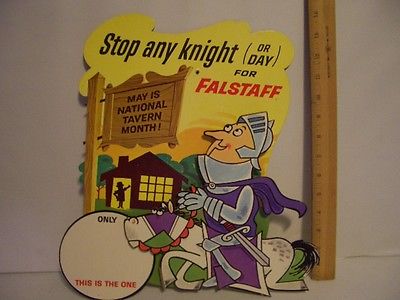 Stop any knight (OR DAY)
FOR
FALSTAFF
MAY IS
NATIONAL
TAVERN
MONTH!
ONLY
THIS IS THE ONE